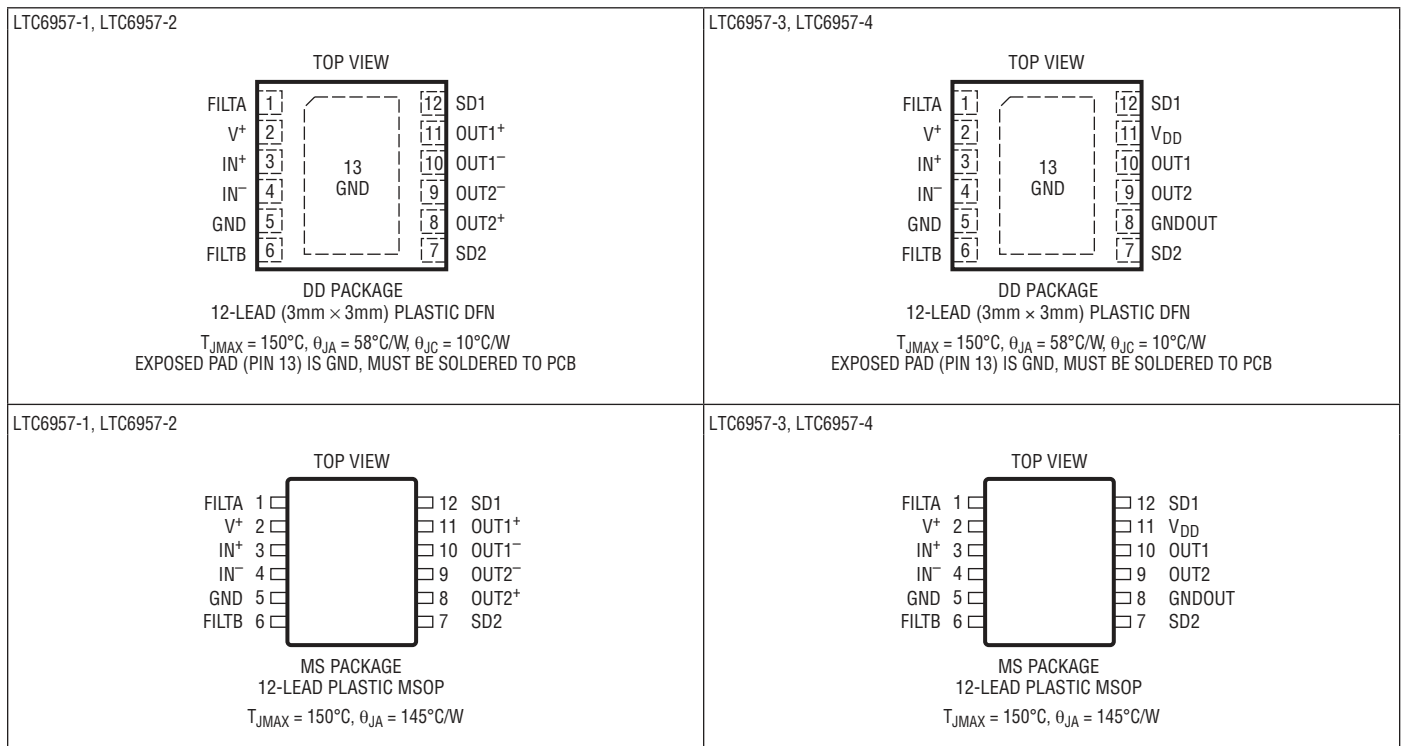 LTC6957-1, LTC6957-2
TOP VIEW
FILTA 1
V+ 2
IN+ 3
IN− 4
GND 5
FILTB 6
13
GND
12 SD1
11 OUT1+
10 OUT1−
9 OUT2−
8 OUT2+
7 SD2
DD PACKAGE
12-LEAD (3mm × 3mm) PLASTIC DFN
TJMAX = 150°C, θJA = 58°C/W, θJC = 10°C/W
EXPOSED PAD (PIN 13) IS GND, MUST BE SOLDERED TO PCB
LTC6957-3, LTC6957-4
TOP VIEW
FILTA 1
V+ 2
IN+ 3
IN− 4
GND 5
FILTB 6
13
GND
12 SD1
11 VDD
10 OUT1
9 OUT2
8 GNDOUT
7 SD2
DD PACKAGE
12-LEAD (3mm × 3mm) PLASTIC DFN
TJMAX = 150°C, θJA = 58°C/W, θJC = 10°C/W
EXPOSED PAD (PIN 13) IS GND, MUST BE SOLDERED TO PCB
LTC6957-1, LTC6957-2
TOP VIEW
FILTA 1
V+ 2
IN+ 3
IN− 4
GND 5
FILTB 6
12 SD1
11 OUT1+
10 OUT1−
9 OUT2−
8 OUT2+
7 SD2
MS PACKAGE
12-LEAD PLASTIC MSOP
TJMAX = 150°C, θJA = 145°C/W
LTC6957-3, LTC6957-4
TOP VIEW
FILTA 1
V+ 2
IN+ 3
IN− 4
GND 5
FILTB 6
12 SD1
11 VDD
10 OUT1
9 OUT2
8 GNDOUT
7 SD2
MS PACKAGE
12-LEAD PLASTIC MSOP
TJMAX = 150°C, θJA = 145°C/W